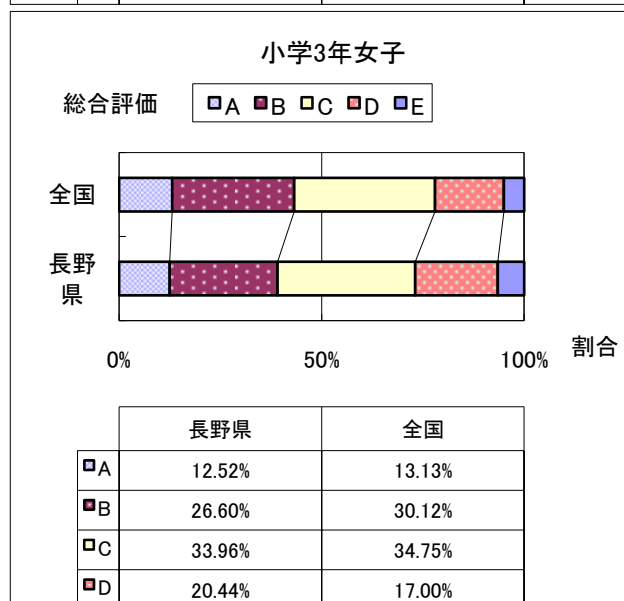 小学3年女子
総合評価 A B C D E
全国
長野
県
0% 50% 100% 割合
長野県 全国
A 12.52% 13.13%
B 26.60% 30.12%
C 33.96% 34.75%
D 20.44% 17.00%